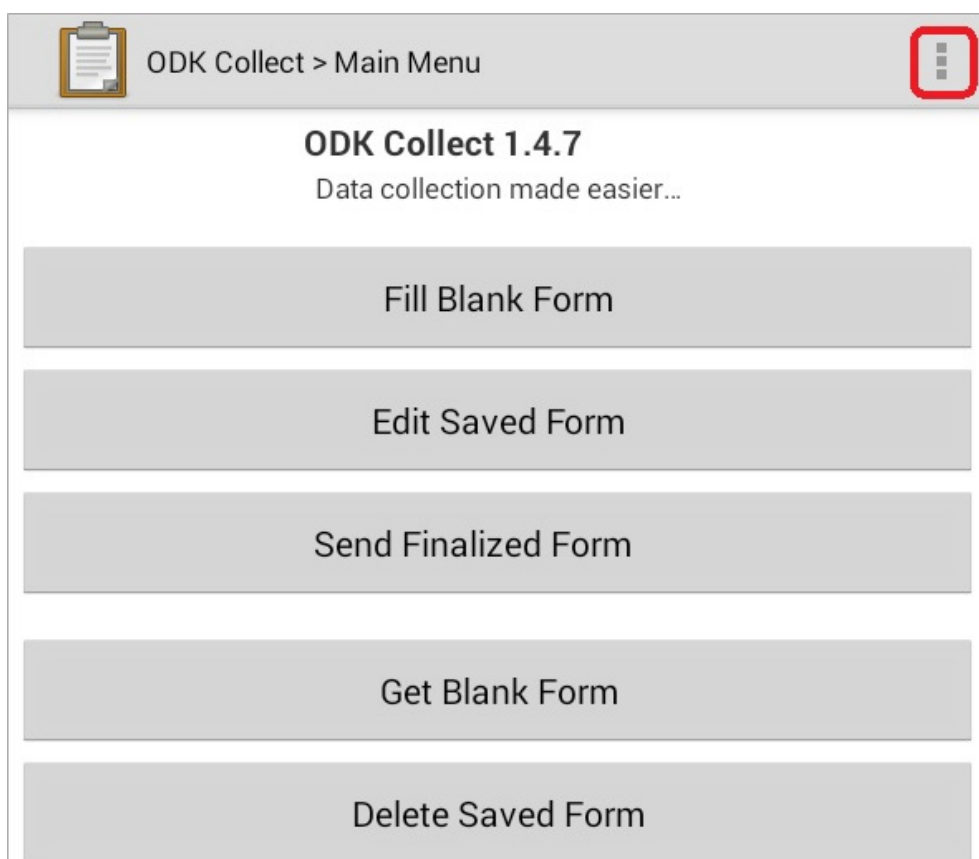 ODK Collect > Main Menu
ODK Collect 1.4.7
Data collection made easier...
Fill Blank Form
Edit Saved Form
Send Finalized Form
Get Blank Form
Delete Saved Form